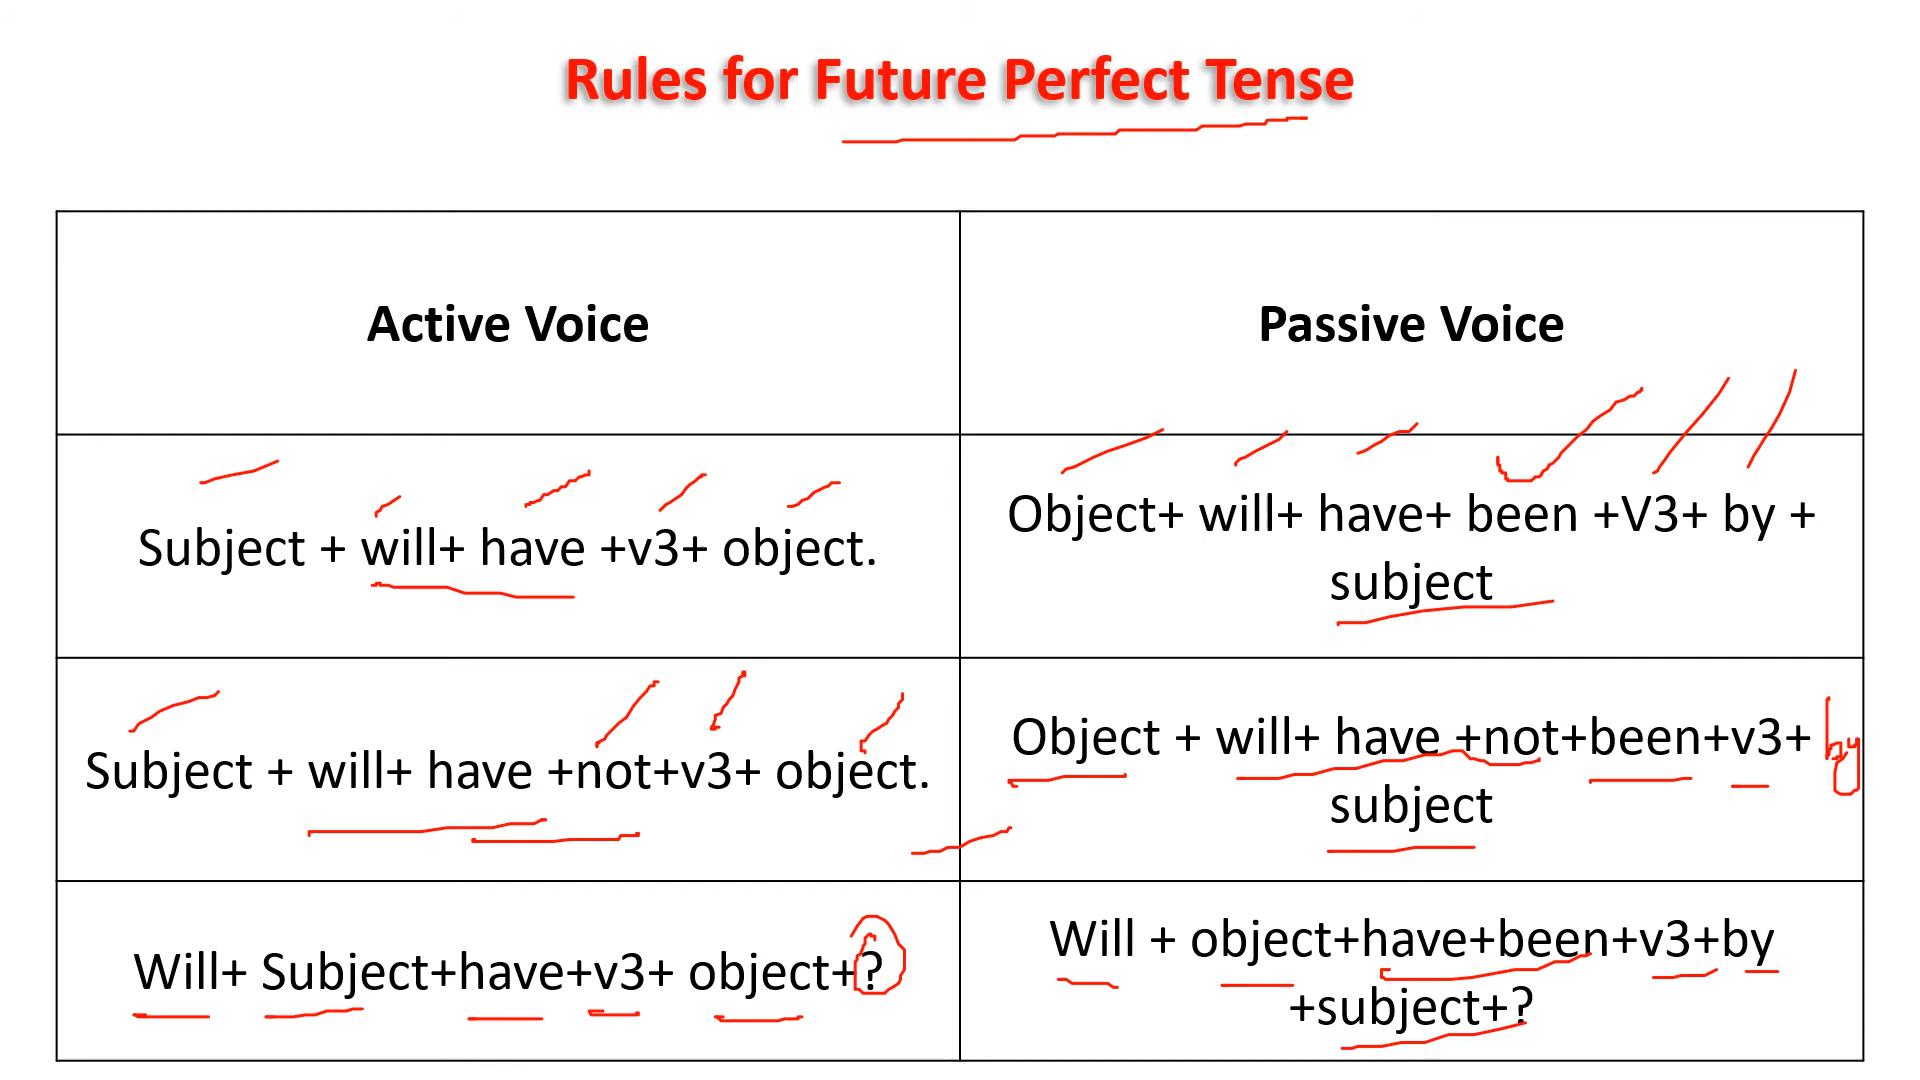 Rules for Future Perfect Tense
Active Voice
Passive Voice
Subject + will+ have +v3+ object.
Object+ will+ have+ been +V3+ by +
subject
Subject + will+ have +not+v3+ object.
Object + will+ have +not+been+v3+ by
subject
Will+ Subject+have+v3+ object+?
Will + object+have+been+v3+by
+subject+?